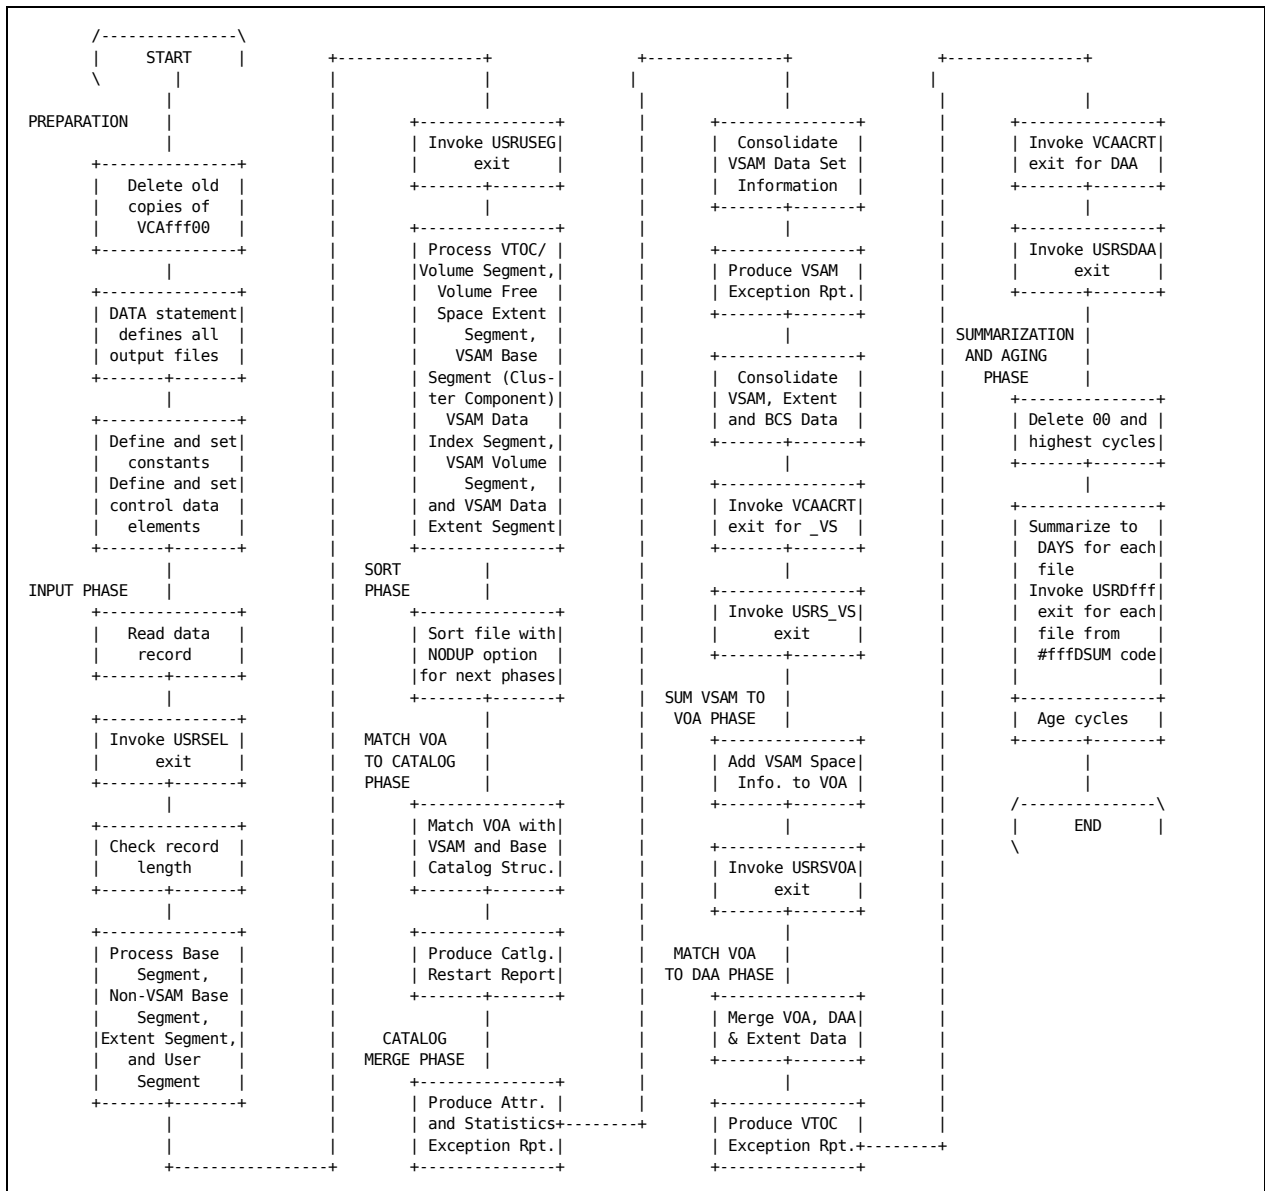 START
PREPARATION
Delete old
copies of
VCAfff00
DATA statement
defines all
output files
Define and set
constants
Define and set
control data
elements
INPUT PHASE
Read data
record
Invoke USRSEL
exit
Check record
length
Process Base
Segment,
Non-VSAM Base
Segment,
Extent Segment,
and User
Segment
Invoke USRUSEG
exit
Process VTOC/
Volume Segment,
Volume Free
Space Extent
Segment,
VSAM Base
Segment (Clus-
ter Component)
VSAM Data
Index Segment,
VSAM Volume
Segment,
and VSAM Data
Extent Segment
SORT
PHASE
Sort file with
NODUP option
for next phases
MATCH VOA
TO CATALOG
PHASE
Match VOA with
VSAM and Base
Catalog Struc.
Produce Catlg.
Restart Report
CATALOG
MERGE PHASE
Produce Attr.
and Statistics
Exception Rpt.
Consolidate
VSAM Data Set
Information
Produce VSAM
Exception Rpt.
Consolidate
VSAM, Extent
and BCS Data
Invoke VCAACRT
exit for _VS
Invoke USRS_VS
exit
SUM VSAM TO
VOA PHASE
Add VSAM Space
Info. to VOA
Invoke USRSVOA
exit
MATCH VOA
TO DAA PHASE
Merge VOA, DAA
& Extent Data
Produce VTOC
Exception Rpt.
Invoke VCAACRT
exit for DAA
Invoke USRSDAA
exit
SUMMARIZATION
AND AGING
PHASE
Delete 00 and
highest cycles
Summarize to
DAYS for each
file
Invoke USRDfff
exit for each
file from
#fffDSUM code
Age cycles
END